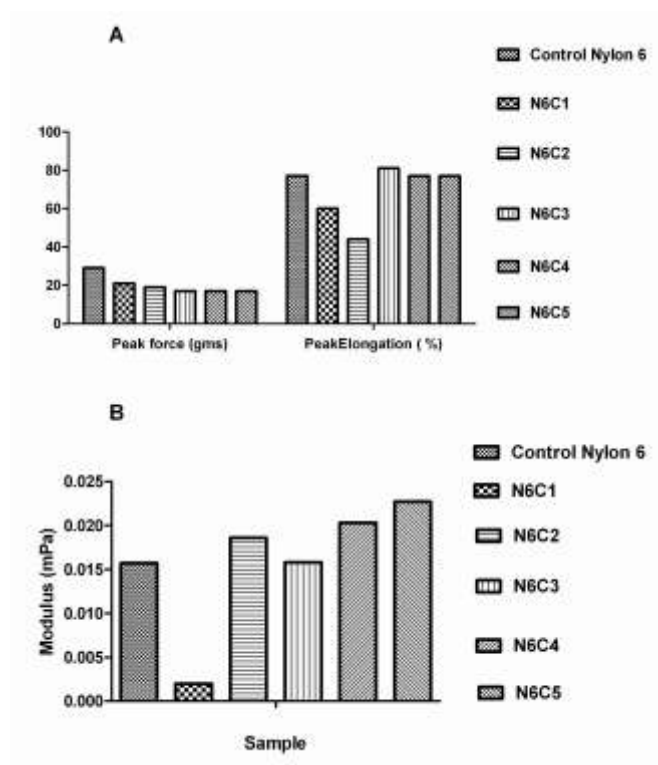 A
Control Nylon 6
N6C1
N6C2
N6C3
N6C4
N6C5
100
80
60
40
20
0
Peak force (gms)
PeakElongation ( %)
B
Control Nylon 6
N6C1
N6C2
N6C3
N6C4
N6C5
Modulus (mPa)
0.025
0.020
0.015
0.010
0.005
0.000
Sample